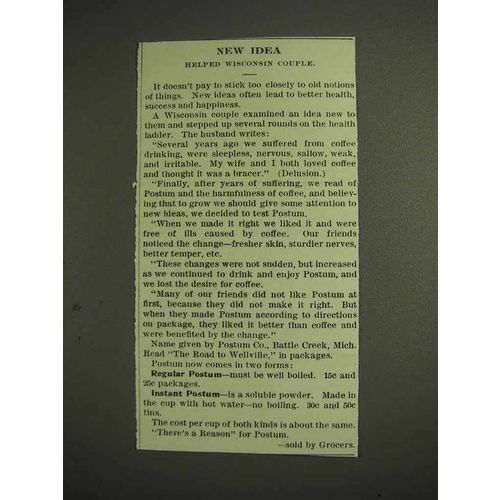 NEW IDEA
HELPED WISCONSIN COUPLE.
It doesn't pay to stick too closely to old notions
of things. New ideas often lead to better health,
success and happiness.
A Wisconsin couple examined an idea new to
them and stepped up several rounds on the health
ladder. The husband writes:
"Several years ago we suffered from coffee
drinking, were sleepless, nervous, sallow, weak,
and irritable. My wife and I both loved coffee
and thought it was a bracer." (Delusion.)
"Finally, after years of suffering, we read of
Postum and the harmfulness of coffee, and believ-
ing that to grow we should give some attention to
new ideas, we decided to test Postum.
"When we made it right we liked it and were
free of ills caused by coffee. Our friends
noticed the change—fresher skin, sturdier nerves,
better temper, etc.
"These changes were not sudden, but increased
as we continued to drink and enjoy Postum, and
we lost the desire for coffee.
"Many of our friends did not like Postum at
first, because they did not make it right. But
when they made Postum according to directions
on package, they liked it better than coffee and
were benefited by the change."
Name given by Postum Co., Battle Creek, Mich.
Read "The Road to Wellville," in packages.
Postum now comes in two forms:
Regular Postum—must be well boiled. 15c and
25c packages.
Instant Postum—is a soluble powder. Made in
the cup with hot water—no boiling. 30c and 50c
tins.
The cost per cup of both kinds is about the same.
"There's a Reason" for Postum.
—sold by Grocers.